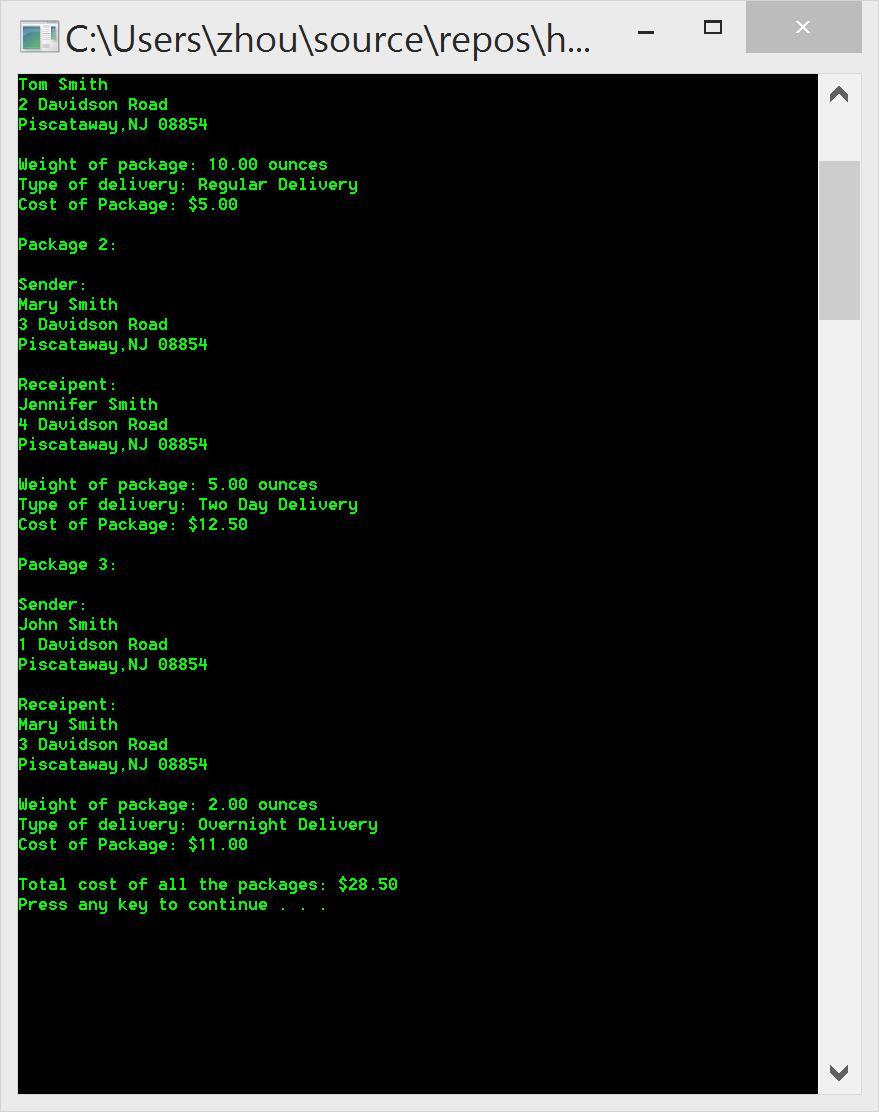 C:\Users\zhou\source\repos\h...
Tom Smith
2 Davidson Road
Piscataway,NJ 08854
Weight of package: 10.00 ounces
Type of delivery: Regular Delivery
Cost of Package: $5.00
Package 2:
Sender:
Mary Smith
3 Davidson Road
Piscataway,NJ 08854
Receipent:
Jennifer Smith
4 Davidson Road
Piscataway,NJ 08854
Weight of package: 5.00 ounces
Type of delivery: Two Day Delivery
Cost of Package: $12.50
Package 3:
Sender:
John Smith
1 Davidson Road
Piscataway,NJ 08854
Receipent:
Mary Smith
3 Davidson Road
Piscataway,NJ 08854
Weight of package: 2.00 ounces
Type of delivery: Overnight Delivery
Cost of Package: $11.00
Total cost of all the packages: $28.50
Press any key to continue . . .